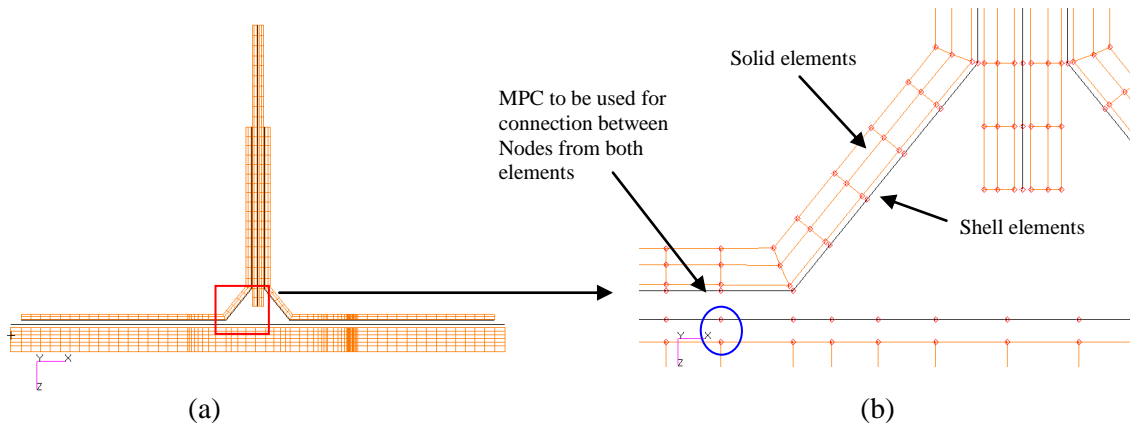 Solid elements
MPC to be used for
connection between
Nodes from both
elements
Shell elements
Y X
Z
Y X
Z
(a)
(b)